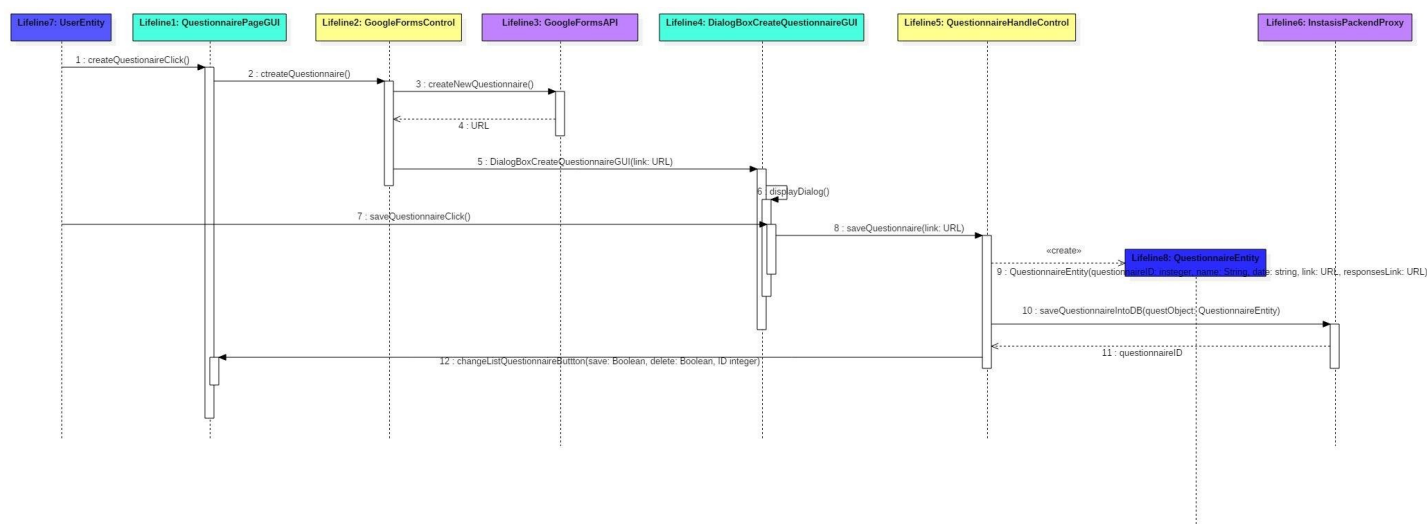 Lifeline7: UserEntity
Lifeline1: QuestionnairePageGUI
Lifeline2: GoogleFormsControl
Lifeline3: GoogleFormsAPI
Lifeline4: DialogBoxCreateQuestionnaireGUI
Lifeline5: QuestionnaireHandleControl
Lifeline6: InstasisPackendProxy
1 : createQuestionaireClick()
2 : ctreateQuestionnaire()
3 : createNewQuestionnaire()
4 : URL
5 : DialogBoxCreateQuestionnaireGUI(link: URL)
6 : displayDialog()
7 : saveQuestionnaireClick()
8 : saveQuestionnaire(link: URL)
«create»
Lifeline8: QuestionnaireEntity
9 : QuestionnaireEntity(questionnaireID: insteger, name: String, date: string, link: URL, responsesLink: URL)
10 : saveQuestionnaireIntoDB(questObject: QuestionnaireEntity)
11 : questionnaireID
12 : changeListQuestionnaireButtton(save: Boolean, delete: Boolean, ID integer)